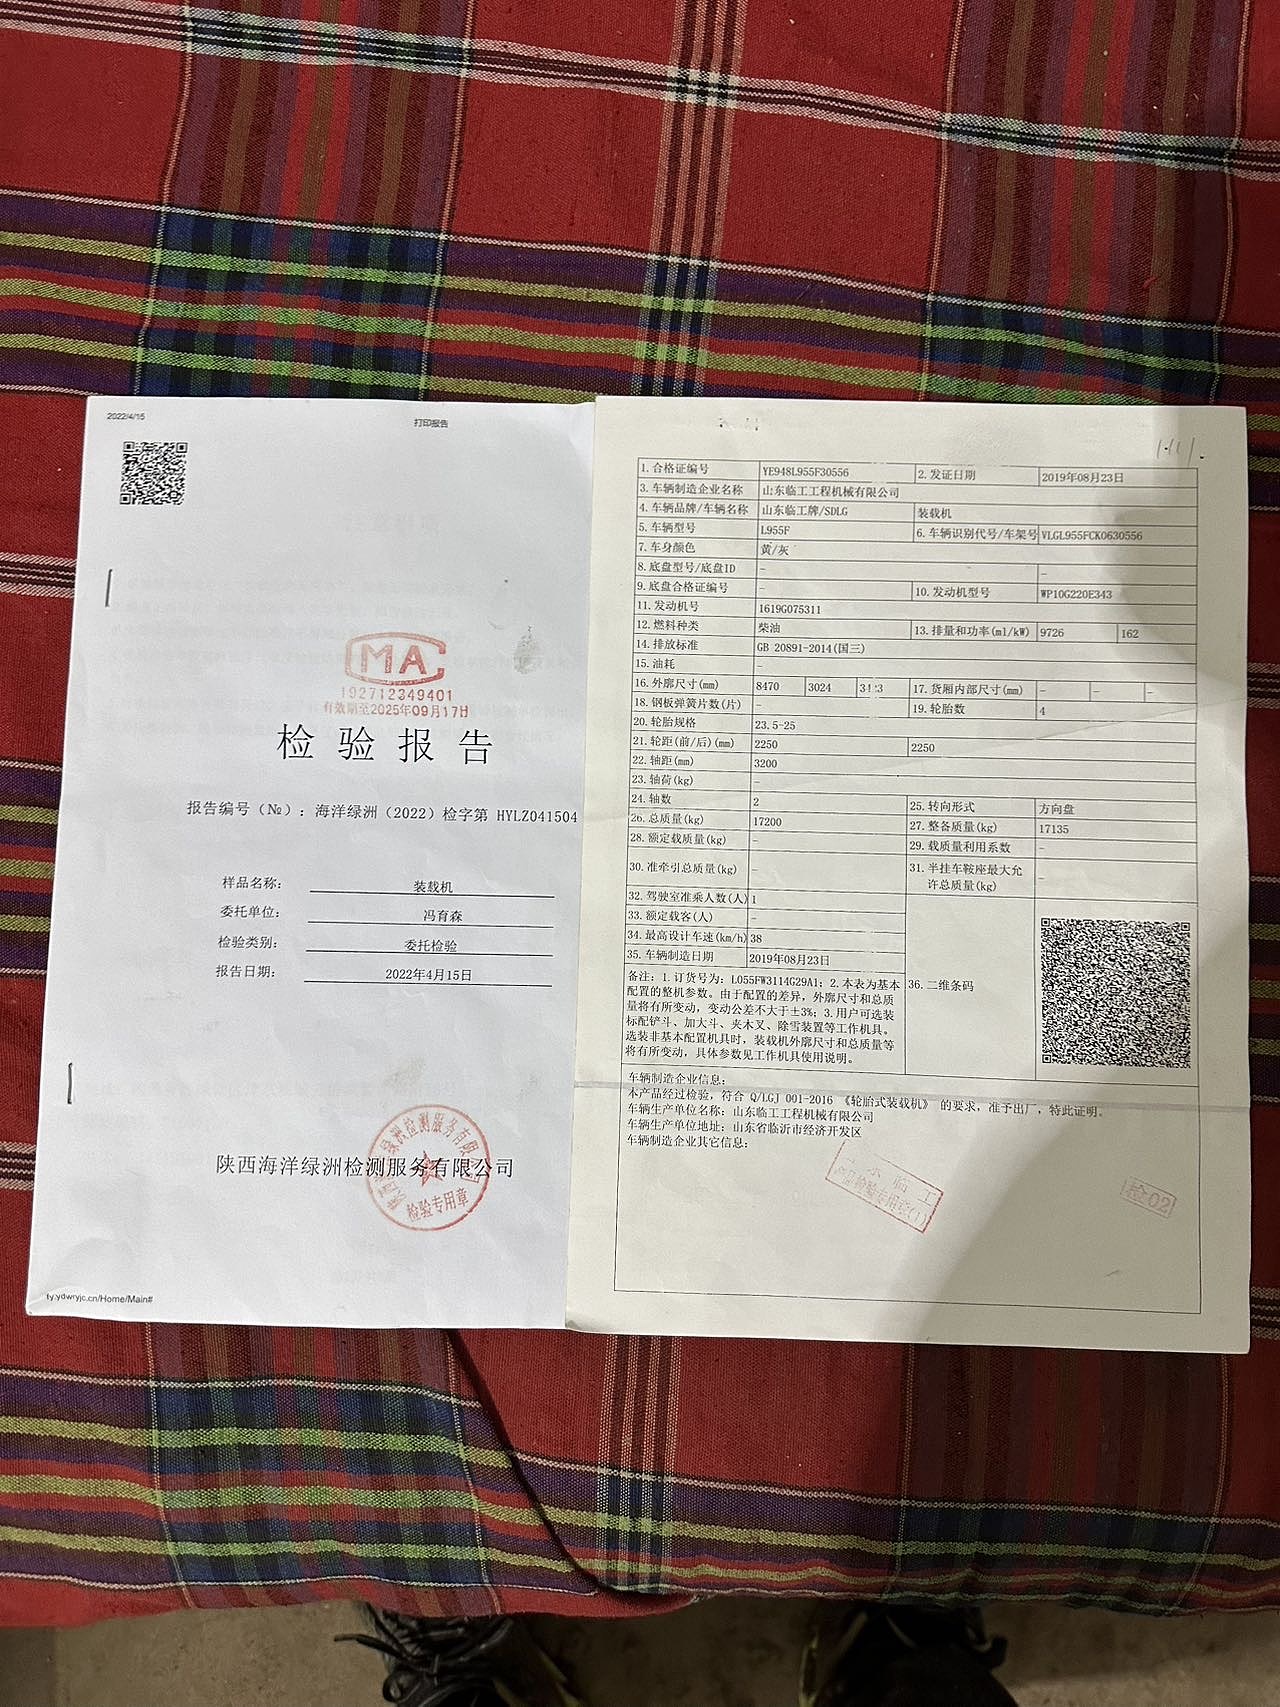 2022/4/15
打印报告
MA
192712349401
有效期至2025年09月17日
检验报告
报告编号（№）：海洋绿洲（2022）检字第 HYLZ041504
样品名称： 装载机
委托单位： 冯育森
检验类别： 委托检验
报告日期： 2022年4月15日
陕西海洋绿洲检测服务有限公司
检验专用章
ty.ydwryjc.cn/Home/Main#
1.合格证编号 YE948L955F30556 2.发证日期 2019年08月23日
3.车辆制造企业名称 山东临工工程机械有限公司
4.车辆品牌/车辆名称 山东临工牌/SDLG 装载机
5.车辆型号 L955F 6.车辆识别代号/车架号 VLGL955FCK0630556
7.车身颜色 黄/灰
8.底盘型号/底盘ID - -
9.底盘合格证编号 - 10.发动机型号 WP10G220E343
11.发动机号 1619G075311
12.燃料种类 柴油 13.排量和功率(ml/kW) 9726 162
14.排放标准 GB 20891-2014(国三)
15.油耗 -
16.外廓尺寸(mm) 8470 3024 17.货厢内部尺寸(mm) - - -
18.钢板弹簧片数(片) - 19.轮胎数 4
20.轮胎规格 23.5-25
21.轮距(前/后)(mm) 2250 2250
22.轴距(mm) 3200
23.轴荷(kg) -
24.轴数 2 25.转向形式 方向盘
26.总质量(kg) 17200 27.整备质量(kg) 17135
28.额定载质量(kg) - 29.载质量利用系数 -
30.准牵引总质量(kg) - 31.半挂车鞍座最大允
许总质量(kg) -
32.驾驶室准乘人数(人) 1
33.额定载客(人) -
34.最高设计车速(km/h) 38
35.车辆制造日期 2019年08月23日
备注：1.订货号为：L055FW3114G29A1；2.本表为基本
配置的整机参数。由于配置的差异，外廓尺寸和总质
量将有所变动，变动公差不大于±3%；3.用户可选装
标配铲斗、加大斗、夹木叉、除雪装置等工作机具。
选装非基本配置机具时，装载机外廓尺寸和总质量等
将有所变动，具体参数见工作机具使用说明。
36.二维条码
车辆制造企业信息：
本产品经过检验，符合 Q/LGJ 001-2016 《轮胎式装载机》 的要求，准予出厂，特此证明。
车辆生产单位名称：山东临工工程机械有限公司
车辆生产单位地址：山东省临沂市经济开发区
车辆制造企业其它信息：
临工
产品检验专用章(1)
检02